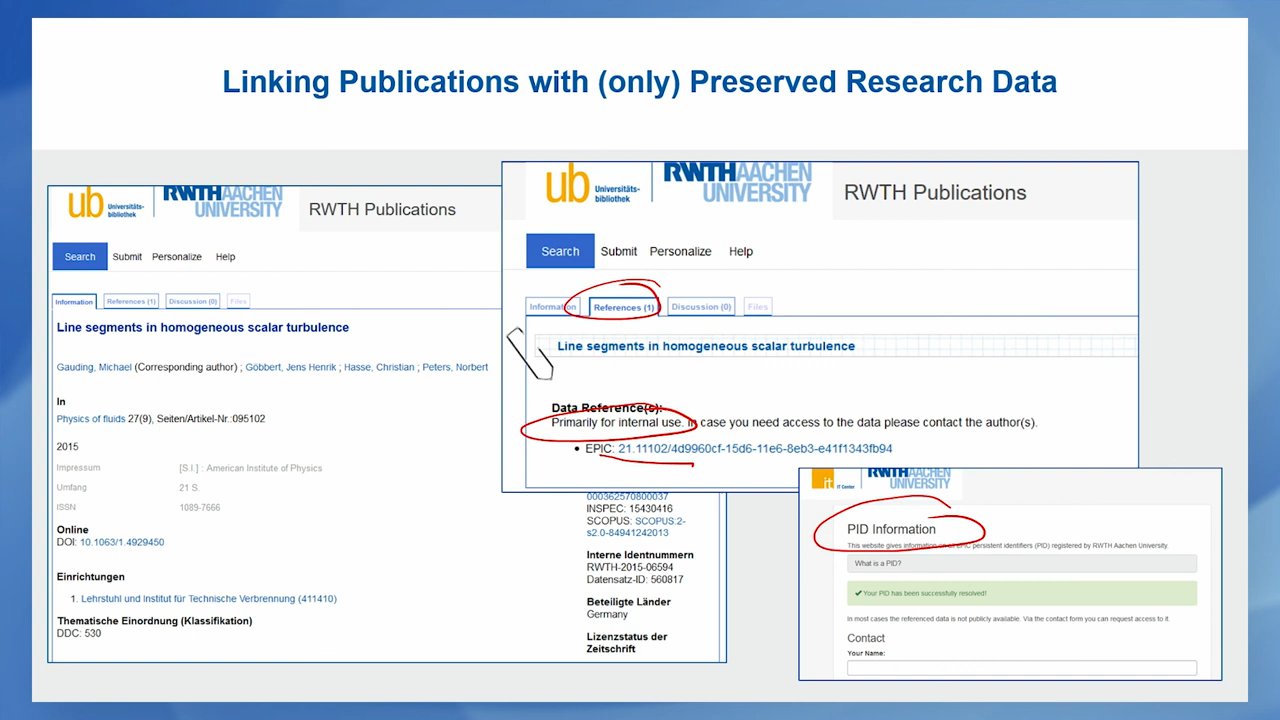 Linking Publications with (only) Preserved Research Data
ub Universitäts-
bibliothek
RWTH AACHEN
UNIVERSITY
RWTH Publications
Search Submit Personalize Help
Information References (1) Discussion (0) Files
Line segments in homogeneous scalar turbulence
Gauding, Michael (Corresponding author) ; Göbbert, Jens Henrik ; Hasse, Christian ; Peters, Norbert
In
Physics of fluids 27(9), Seiten/Artikel-Nr.:095102
2015
Impressum [S.l.] : American Institute of Physics
Umfang 21 S.
ISSN 1089-7666
Online
DOI: 10.1063/1.4929450
Einrichtungen
1. Lehrstuhl und Institut für Technische Verbrennung (411410)
Thematische Einordnung (Klassifikation)
DDC: 530
000362570800037
INSPEC: 15430416
SCOPUS: SCOPUS:2-
s2.0-84941242013
Interne Identnummern
RWTH-2015-06594
Datensatz-ID: 560817
Beteiligte Länder
Germany
Lizenzstatus der
Zeitschrift
ub Universitäts-
bibliothek
RWTH AACHEN
UNIVERSITY
RWTH Publications
Search Submit Personalize Help
Information References (1) Discussion (0) Files
Line segments in homogeneous scalar turbulence
Data Reference(s):
Primarily for internal use. In case you need access to the data please contact the author(s).
• EPIC: 21.11102/4d9960cf-15d6-11e6-8eb3-e41f1343fb94
it IT Center
RWTH AACHEN
UNIVERSITY
PID Information
This website gives information on all EPIC persistent identifiers (PID) registered by RWTH Aachen University.
What is a PID?
✔Your PID has been successfully resolved!
In most cases the referenced data is not publicly available. Via the contact form you can request access to it.
Contact
Your Name: